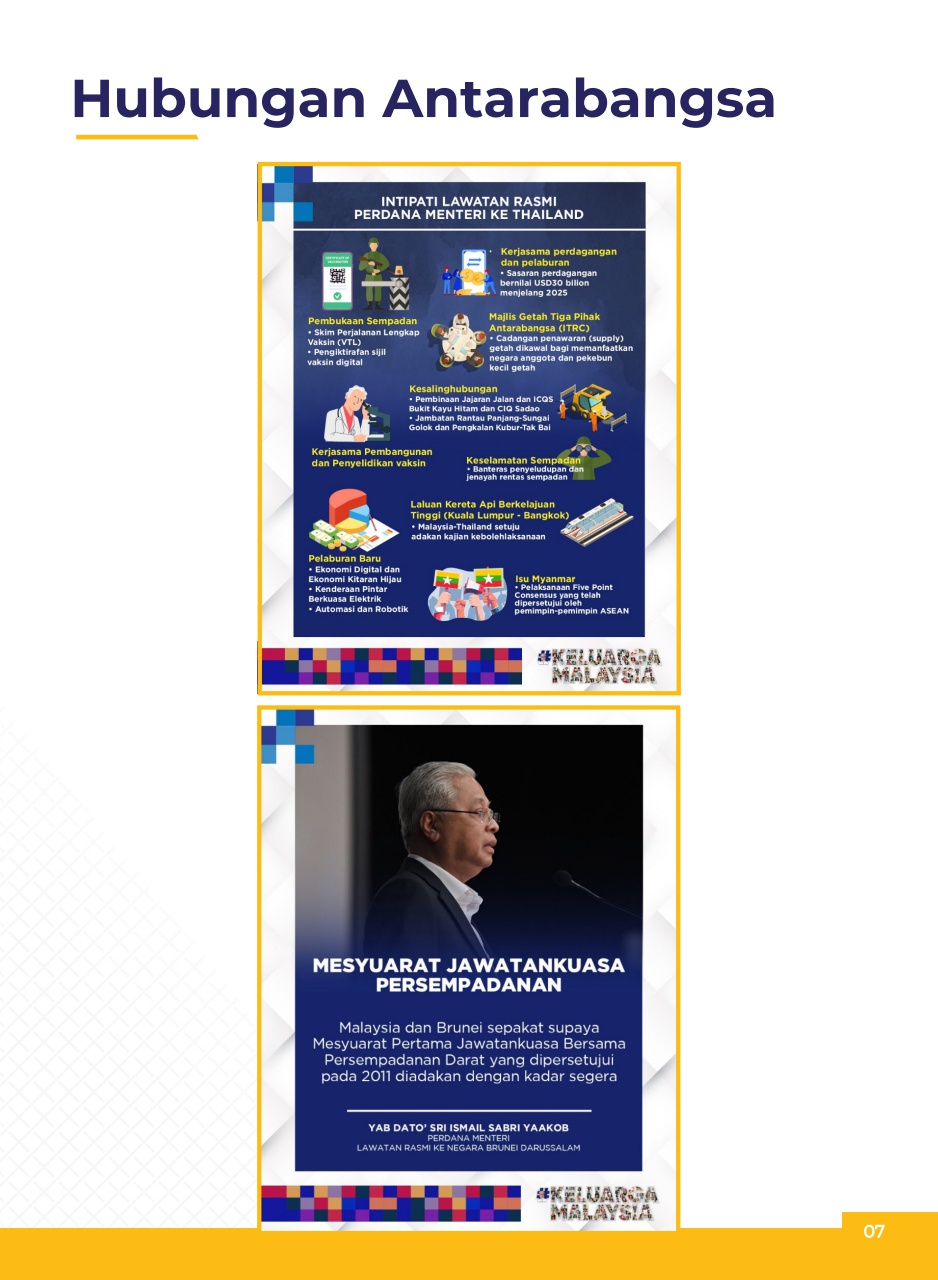 Hubungan Antarabangsa
INTIPATI LAWATAN RASMI
PERDANA MENTERI KE THAILAND
CERTIFICATE OF
VACCINATION
Pembukaan Sempadan
• Skim Perjalanan Lengkap
Vaksin (VTL)
• Pengiktirafan sijil
vaksin digital
Kerjasama perdagangan
dan pelaburan
• Sasaran perdagangan
bernilai USD30 bilion
menjelang 2025
Majlis Getah Tiga Pihak
Antarabangsa (ITRC)
• Cadangan penawaran (supply)
getah dikawal bagi memanfaatkan
negara anggota dan pekebun
kecil getah
Kesalinghubungan
• Pembinaan Jajaran Jalan dan ICQS
Bukit Kayu Hitam dan CIQ Sadao
• Jambatan Rantau Panjang-Sungai
Golok dan Pengkalan Kubur-Tak Bai
Kerjasama Pembangunan
dan Penyelidikan vaksin
Keselamatan Sempadan
• Banteras penyeludupan dan
jenayah rentas sempadan
Laluan Kereta Api Berkelajuan
Tinggi (Kuala Lumpur - Bangkok)
• Malaysia-Thailand setuju
adakan kajian kebolehlaksanaan
Pelaburan Baru
• Ekonomi Digital dan
Ekonomi Kitaran Hijau
• Kenderaan Pintar
Berkuasa Elektrik
• Automasi dan Robotik
Isu Myanmar
• Pelaksanaan Five Point
Consensus yang telah
dipersetujui oleh
pemimpin-pemimpin ASEAN
#KELUARGA
MALAYSIA
MESYUARAT JAWATANKUASA
PERSEMPADANAN
Malaysia dan Brunei sepakat supaya
Mesyuarat Pertama Jawatankuasa Bersama
Persempadanan Darat yang dipersetujui
pada 2011 diadakan dengan kadar segera
YAB DATO' SRI ISMAIL SABRI YAAKOB
PERDANA MENTERI
LAWATAN RASMI KE NEGARA BRUNEI DARUSSALAM
#KELUARGA
MALAYSIA
07